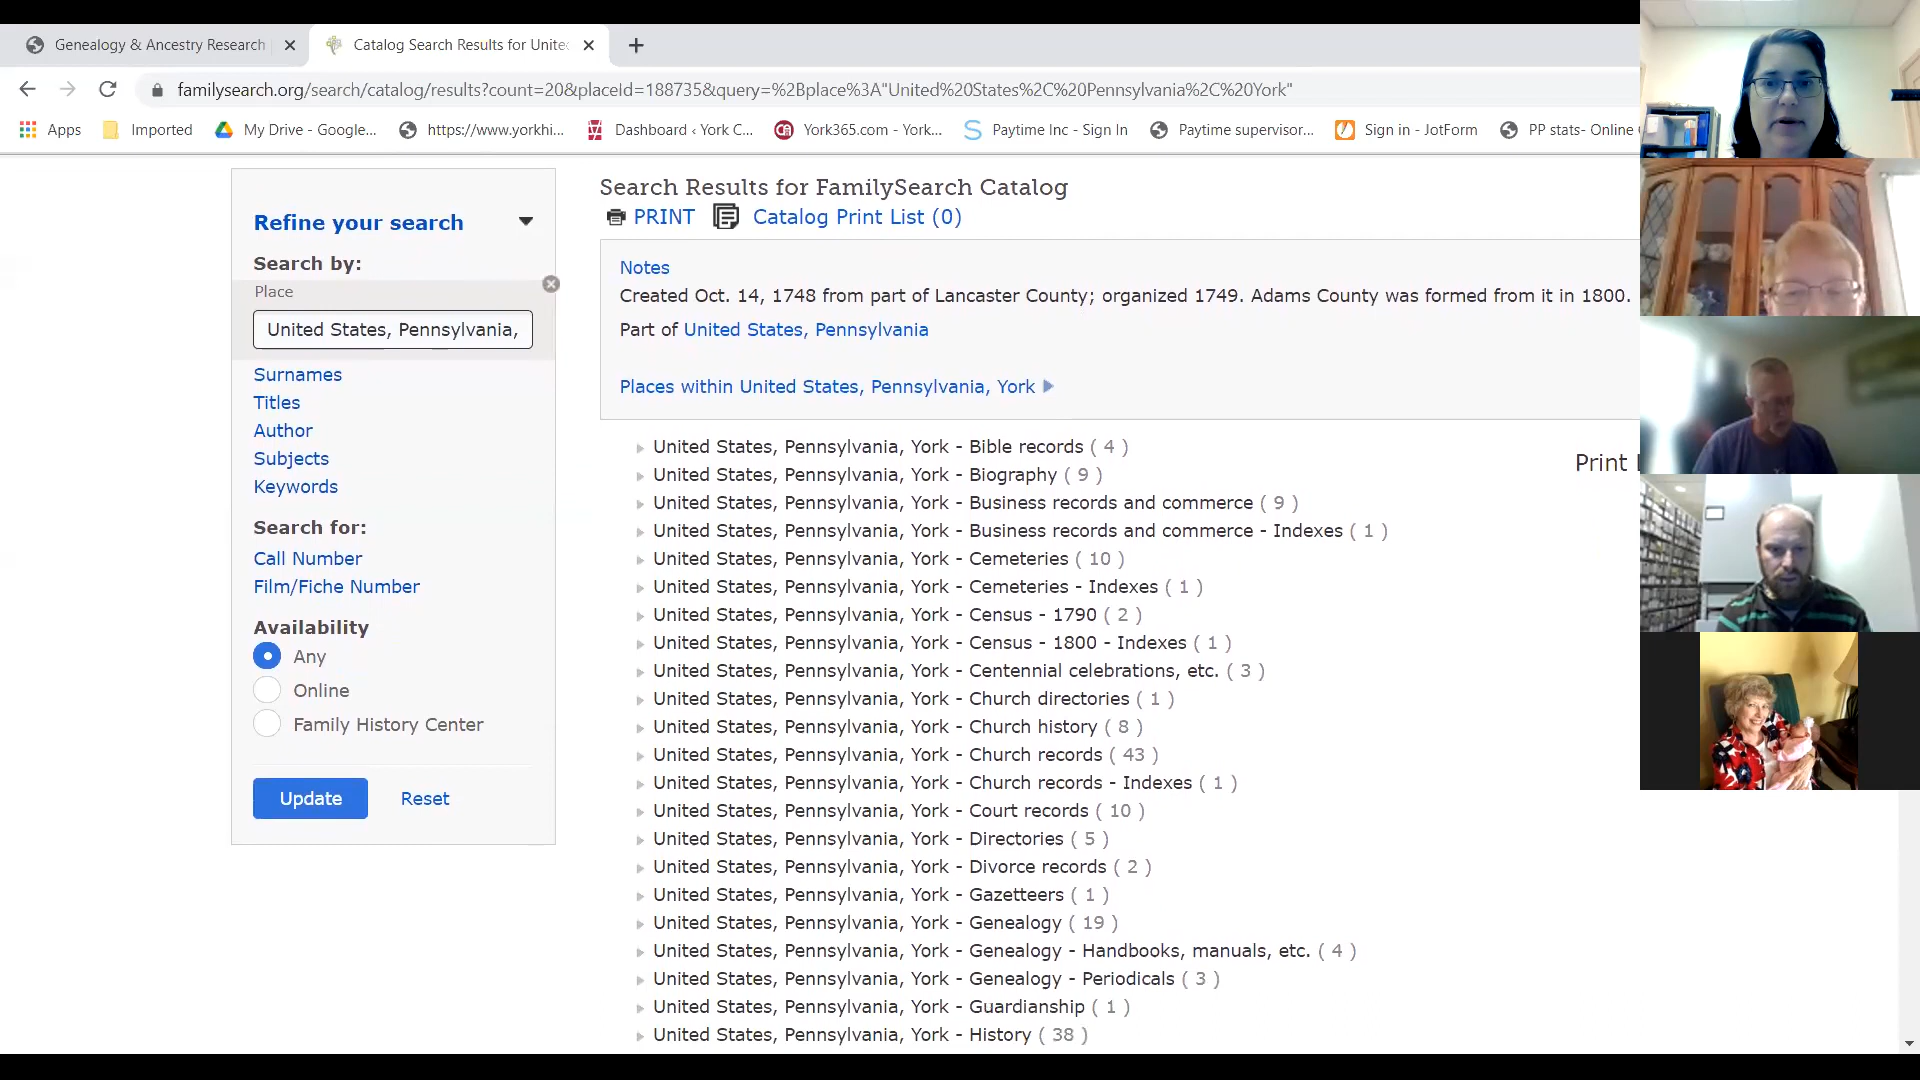 Genealogy & Ancestry Research
Catalog Search Results for Unite
familysearch.org/search/catalog/results?count=20&placeId=188735&query=%2Bplace%3A"United%20States%2C%20Pennsylvania%2C%20York"
Apps Imported My Drive - Google... https://www.yorkhi... Dashboard ‹ York C... York365.com - York... Paytime Inc - Sign In Paytime supervisor... Sign in - JotForm PP stats- Online
Refine your search
Search by:
Place
United States, Pennsylvania,
Surnames
Titles
Author
Subjects
Keywords
Search for:
Call Number
Film/Fiche Number
Availability
Any
Online
Family History Center
Update Reset
Search Results for FamilySearch Catalog
PRINT Catalog Print List (0)
Notes
Created Oct. 14, 1748 from part of Lancaster County; organized 1749. Adams County was formed from it in 1800.
Part of United States, Pennsylvania
Places within United States, Pennsylvania, York
United States, Pennsylvania, York - Bible records ( 4 )
United States, Pennsylvania, York - Biography ( 9 )
United States, Pennsylvania, York - Business records and commerce ( 9 )
United States, Pennsylvania, York - Business records and commerce - Indexes ( 1 )
United States, Pennsylvania, York - Cemeteries ( 10 )
United States, Pennsylvania, York - Cemeteries - Indexes ( 1 )
United States, Pennsylvania, York - Census - 1790 ( 2 )
United States, Pennsylvania, York - Census - 1800 - Indexes ( 1 )
United States, Pennsylvania, York - Centennial celebrations, etc. ( 3 )
United States, Pennsylvania, York - Church directories ( 1 )
United States, Pennsylvania, York - Church history ( 8 )
United States, Pennsylvania, York - Church records ( 43 )
United States, Pennsylvania, York - Church records - Indexes ( 1 )
United States, Pennsylvania, York - Court records ( 10 )
United States, Pennsylvania, York - Directories ( 5 )
United States, Pennsylvania, York - Divorce records ( 2 )
United States, Pennsylvania, York - Gazetteers ( 1 )
United States, Pennsylvania, York - Genealogy ( 19 )
United States, Pennsylvania, York - Genealogy - Handbooks, manuals, etc. ( 4 )
United States, Pennsylvania, York - Genealogy - Periodicals ( 3 )
United States, Pennsylvania, York - Guardianship ( 1 )
United States, Pennsylvania, York - History ( 38 )
Print